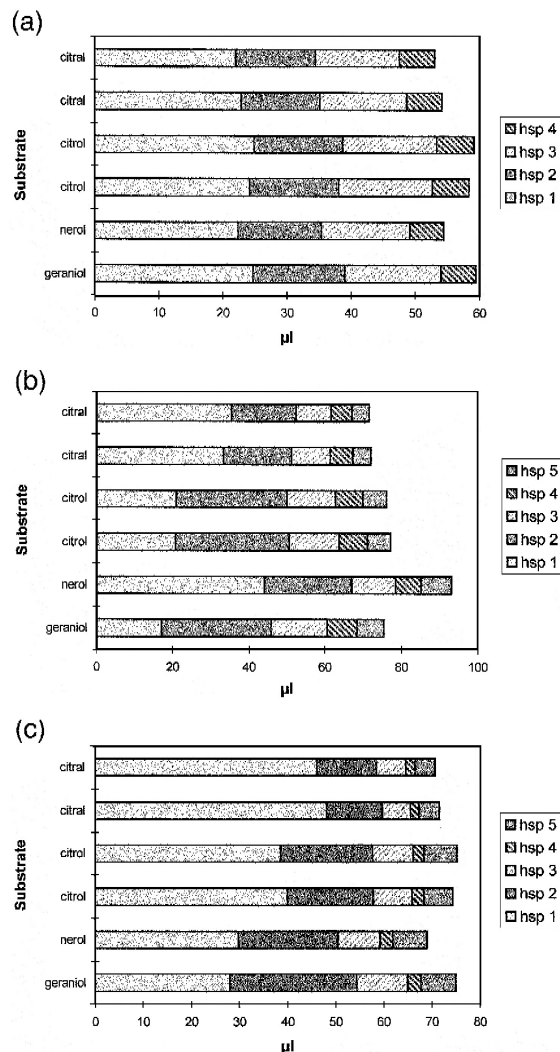 (a)
Substrate
citral
citral
citrol
citrol
nerol
geraniol
0 10 20 30 40 50 60
µl
hsp 4
hsp 3
hsp 2
hsp 1
(b)
Substrate
citral
citral
citrol
citrol
nerol
geraniol
0 20 40 60 80 100
µl
hsp 5
hsp 4
hsp 3
hsp 2
hsp 1
(c)
Substrate
citral
citral
citrol
citrol
nerol
geraniol
0 10 20 30 40 50 60 70 80
µl
hsp 5
hsp 4
hsp 3
hsp 2
hsp 1